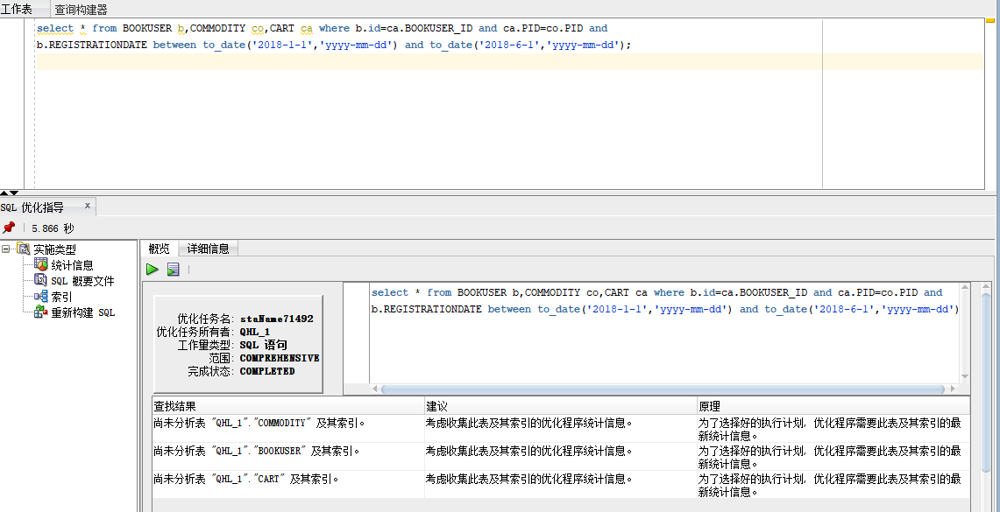 工作表 查询构建器
select * from BOOKUSER b,COMMODITY co,CART ca where b.id=ca.BOOKUSER_ID and ca.PID=co.PID and
b.REGISTRATIONDATE between to_date('2018-1-1','yyyy-mm-dd') and to_date('2018-6-1','yyyy-mm-dd');
SQL 优化指导 x
5.866 秒
实施类型
统计信息
SQL 概要文件
索引
重新构建 SQL
概览 详细信息
优化任务名: staName71492
优化任务所有者: QHL_1
工作量类型: SQL 语句
范围: COMPREHENSIVE
完成状态: COMPLETED
select * from BOOKUSER b,COMMODITY co,CART ca where b.id=ca.BOOKUSER_ID and ca.PID=co.PID and
b.REGISTRATIONDATE between to_date('2018-1-1','yyyy-mm-dd') and to_date('2018-6-1','yyyy-mm-dd')
查找结果 建议 原理
尚未分析表 "QHL_1"."COMMODITY" 及其索引。 考虑收集此表及其索引的优化程序统计信息。 为了选择好的执行计划, 优化程序需要此表及其索引的最
新统计信息。
尚未分析表 "QHL_1"."BOOKUSER" 及其索引。 考虑收集此表及其索引的优化程序统计信息。 为了选择好的执行计划, 优化程序需要此表及其索引的最
新统计信息。
尚未分析表 "QHL_1"."CART" 及其索引。 考虑收集此表及其索引的优化程序统计信息。 为了选择好的执行计划, 优化程序需要此表及其索引的最
新统计信息。